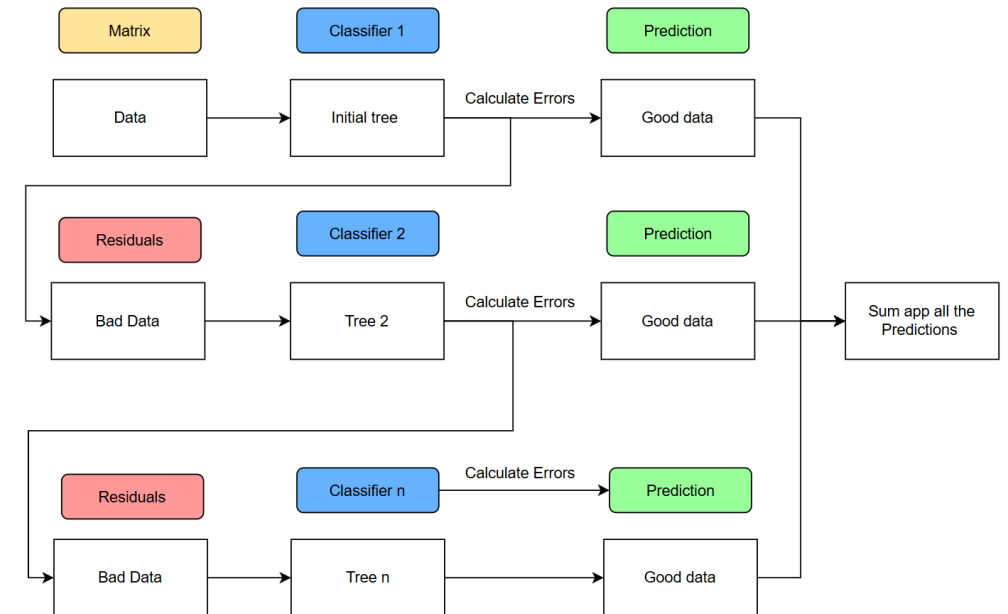 Matrix
Classifier 1
Prediction
Data
Initial tree
Calculate Errors
Good data
Residuals
Classifier 2
Prediction
Bad Data
Tree 2
Calculate Errors
Good data
Sum app all the
Predictions
Residuals
Classifier n
Calculate Errors
Prediction
Bad Data
Tree n
Good data